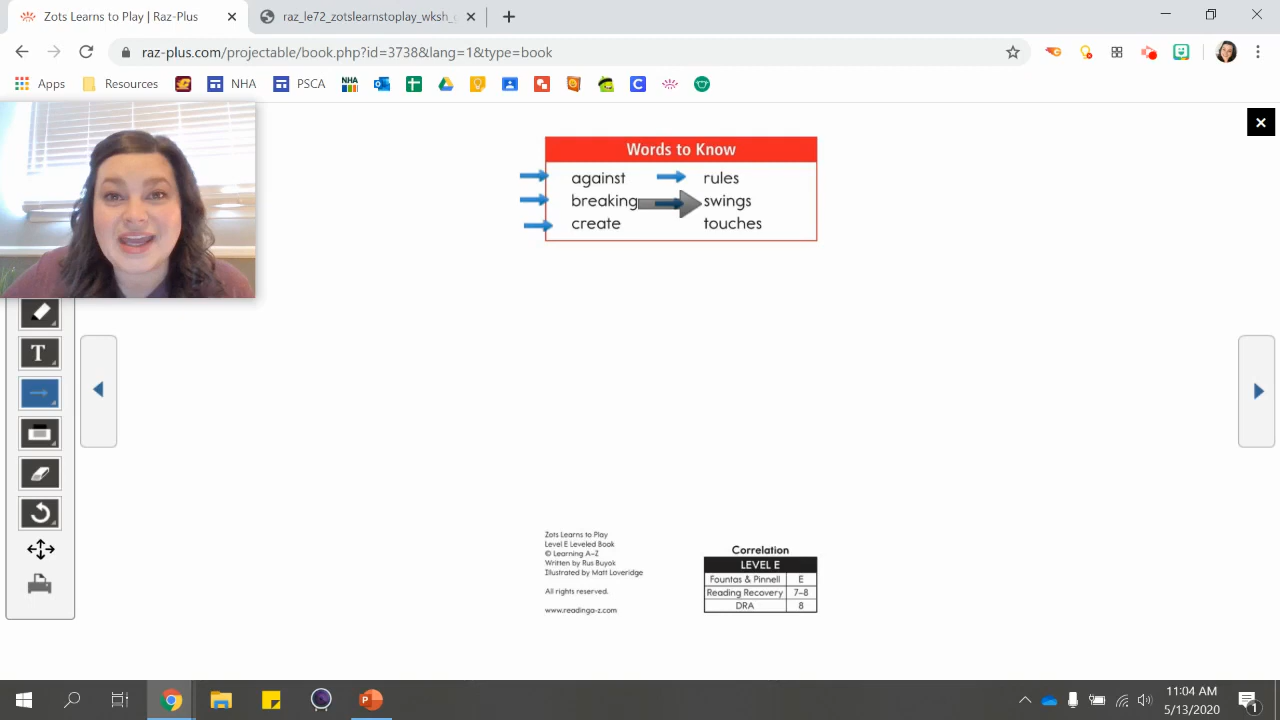 Zots Learns to Play | Raz-Plus
raz_le72_zotslearnstoplay_wksh_
raz-plus.com/projectable/book.php?id=3738&lang=1&type=book
Apps
Resources
NHA
PSCA
NHA
Words to Know
against rules
breaking swings
create touches
T
Zots Learns to Play
Level E Leveled Book
© Learning A–Z
Written by Rus Buyok
Illustrated by Matt Loveridge
All rights reserved.
www.readinga-z.com
Correlation
LEVEL E
Fountas & Pinnell E
Reading Recovery 7–8
DRA 8
11:04 AM
5/13/2020
1